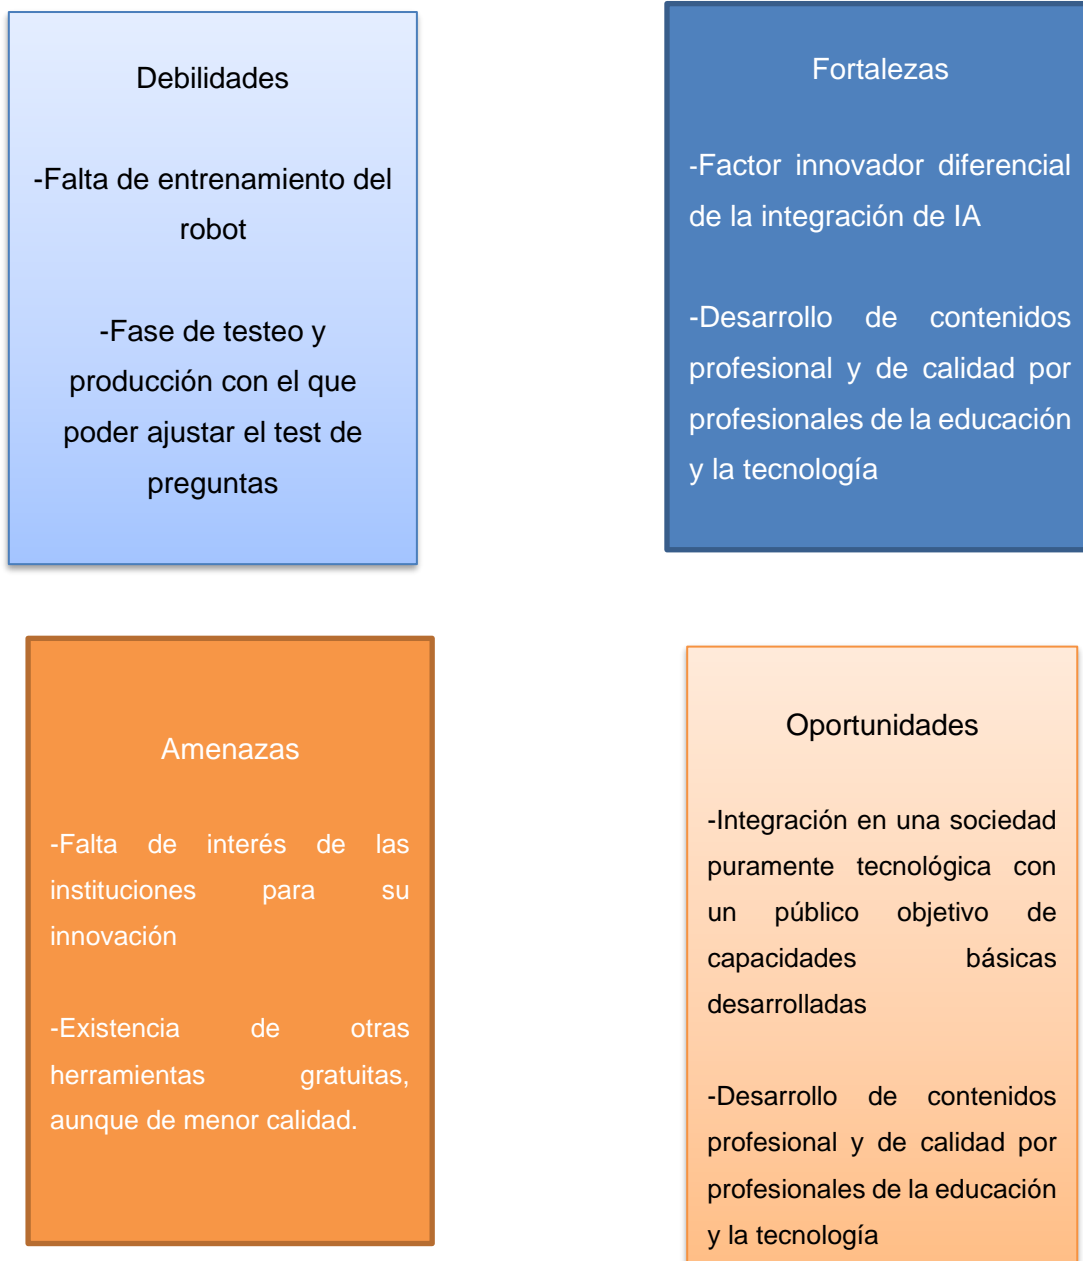 Debilidades
-Falta de entrenamiento del
robot
-Fase de testeo y
producción con el que
poder ajustar el test de
preguntas
Fortalezas
-Factor innovador diferencial
de la integración de IA
-Desarrollo de contenidos
profesional y de calidad por
profesionales de la educación
y la tecnología
Amenazas
-Falta de interés de las
instituciones para su
innovación
-Existencia de otras
herramientas gratuitas,
aunque de menor calidad.
Oportunidades
-Integración en una sociedad
puramente tecnológica con
un público objetivo de
capacidades básicas
desarrolladas
-Desarrollo de contenidos
profesional y de calidad por
profesionales de la educación
y la tecnología